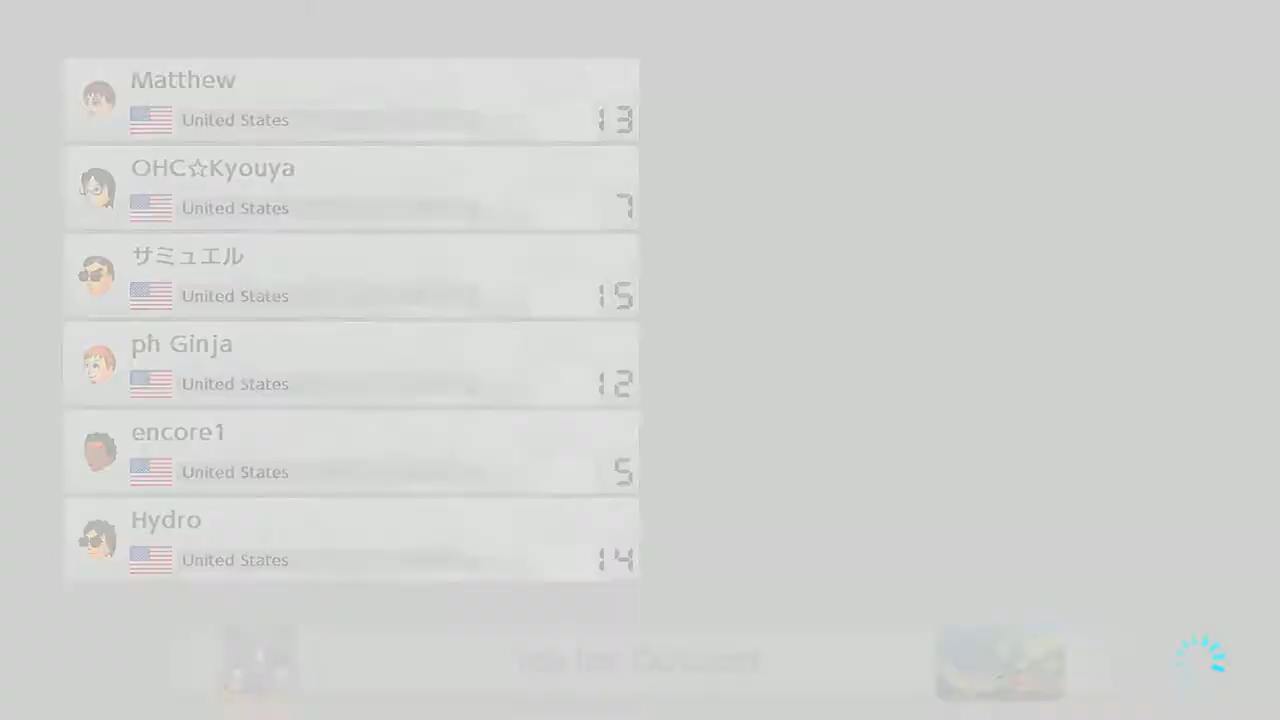 Matthew
United States 13
OHC☆Kyouya
United States 7
サミュエル
United States 15
ph Ginja
United States 12
encore1
United States 5
Hydro
United States 14